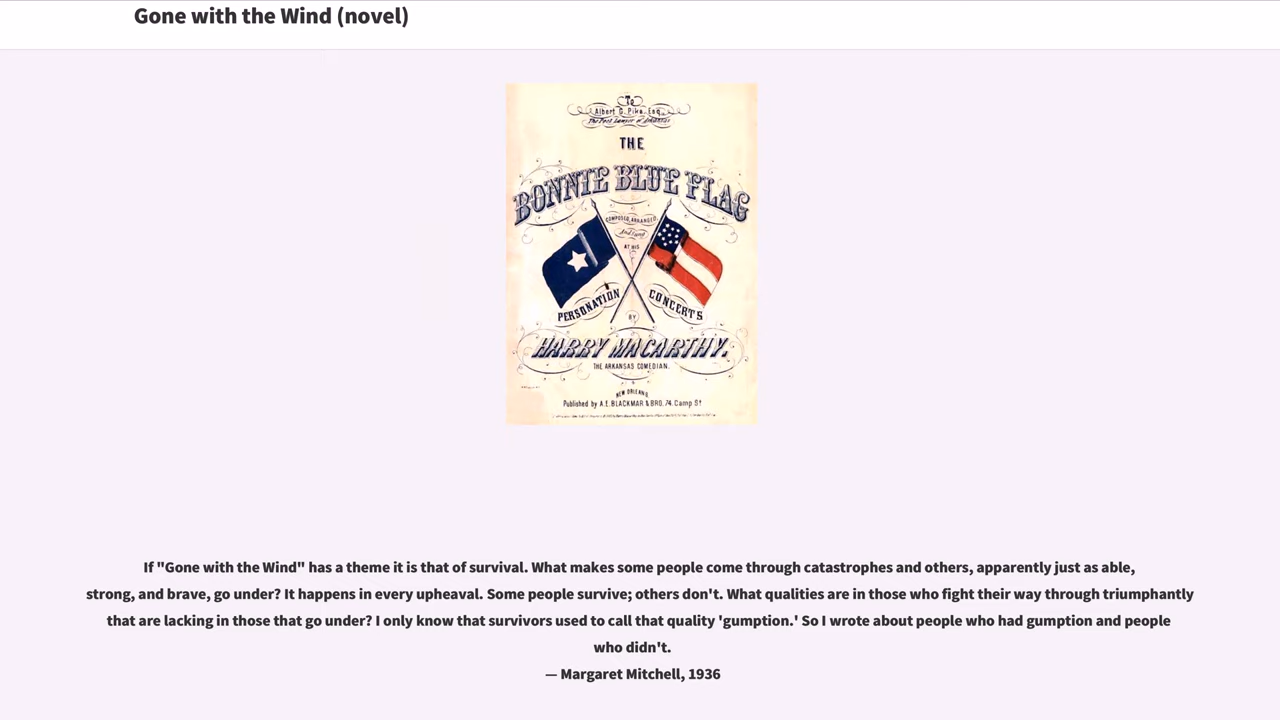 Gone with the Wind (novel)
To
Albert G. Pike, Esq.
THE
BONNIE BLUE FLAG
COMPOSED, ARRANGED,
And Sung
AT HIS
PERSONATION CONCERTS
BY
HARRY MACARTHY.
THE ARKANSAS COMEDIAN.
NEW ORLEANS
Published by A.E. BLACKMAR & BRO. 74. Camp St
If "Gone with the Wind" has a theme it is that of survival. What makes some people come through catastrophes and others, apparently just as able,
strong, and brave, go under? It happens in every upheaval. Some people survive; others don't. What qualities are in those who fight their way through triumphantly
that are lacking in those that go under? I only know that survivors used to call that quality 'gumption.' So I wrote about people who had gumption and people
who didn't.
— Margaret Mitchell, 1936